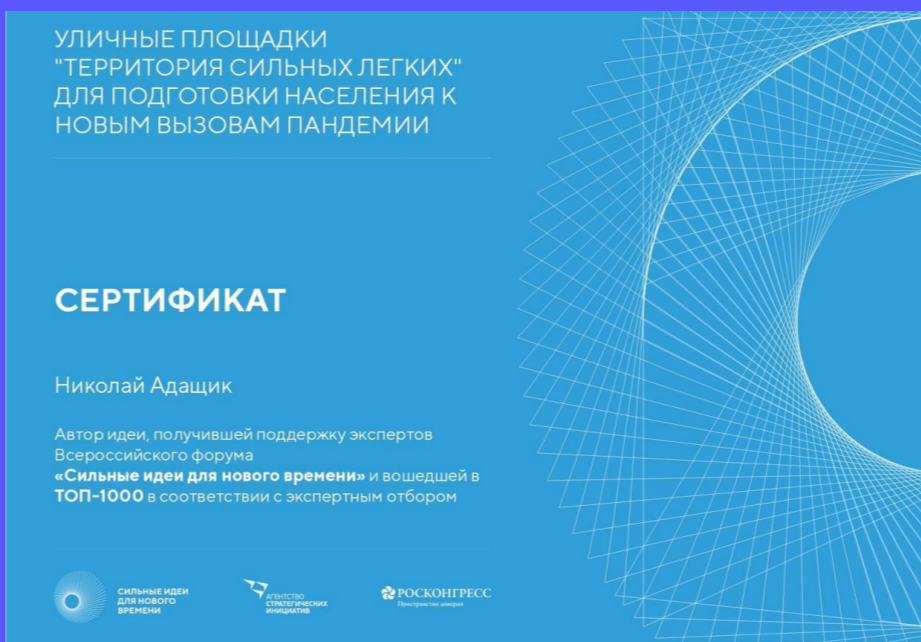 УЛИЧНЫЕ ПЛОЩАДКИ
"ТЕРРИТОРИЯ СИЛЬНЫХ ЛЕГКИХ"
ДЛЯ ПОДГОТОВКИ НАСЕЛЕНИЯ К
НОВЫМ ВЫЗОВАМ ПАНДЕМИИ
СЕРТИФИКАТ
Николай Адащик
Автор идеи, получившей поддержку экспертов
Всероссийского форума
«Сильные идеи для нового времени» и вошедшей в
ТОП-1000 в соответствии с экспертным отбором
СИЛЬНЫЕ ИДЕИ
ДЛЯ НОВОГО
ВРЕМЕНИ
АГЕНТСТВО
СТРАТЕГИЧЕСКИХ
ИНИЦИАТИВ
РОСКОНГРЕСС
Пространство доверия